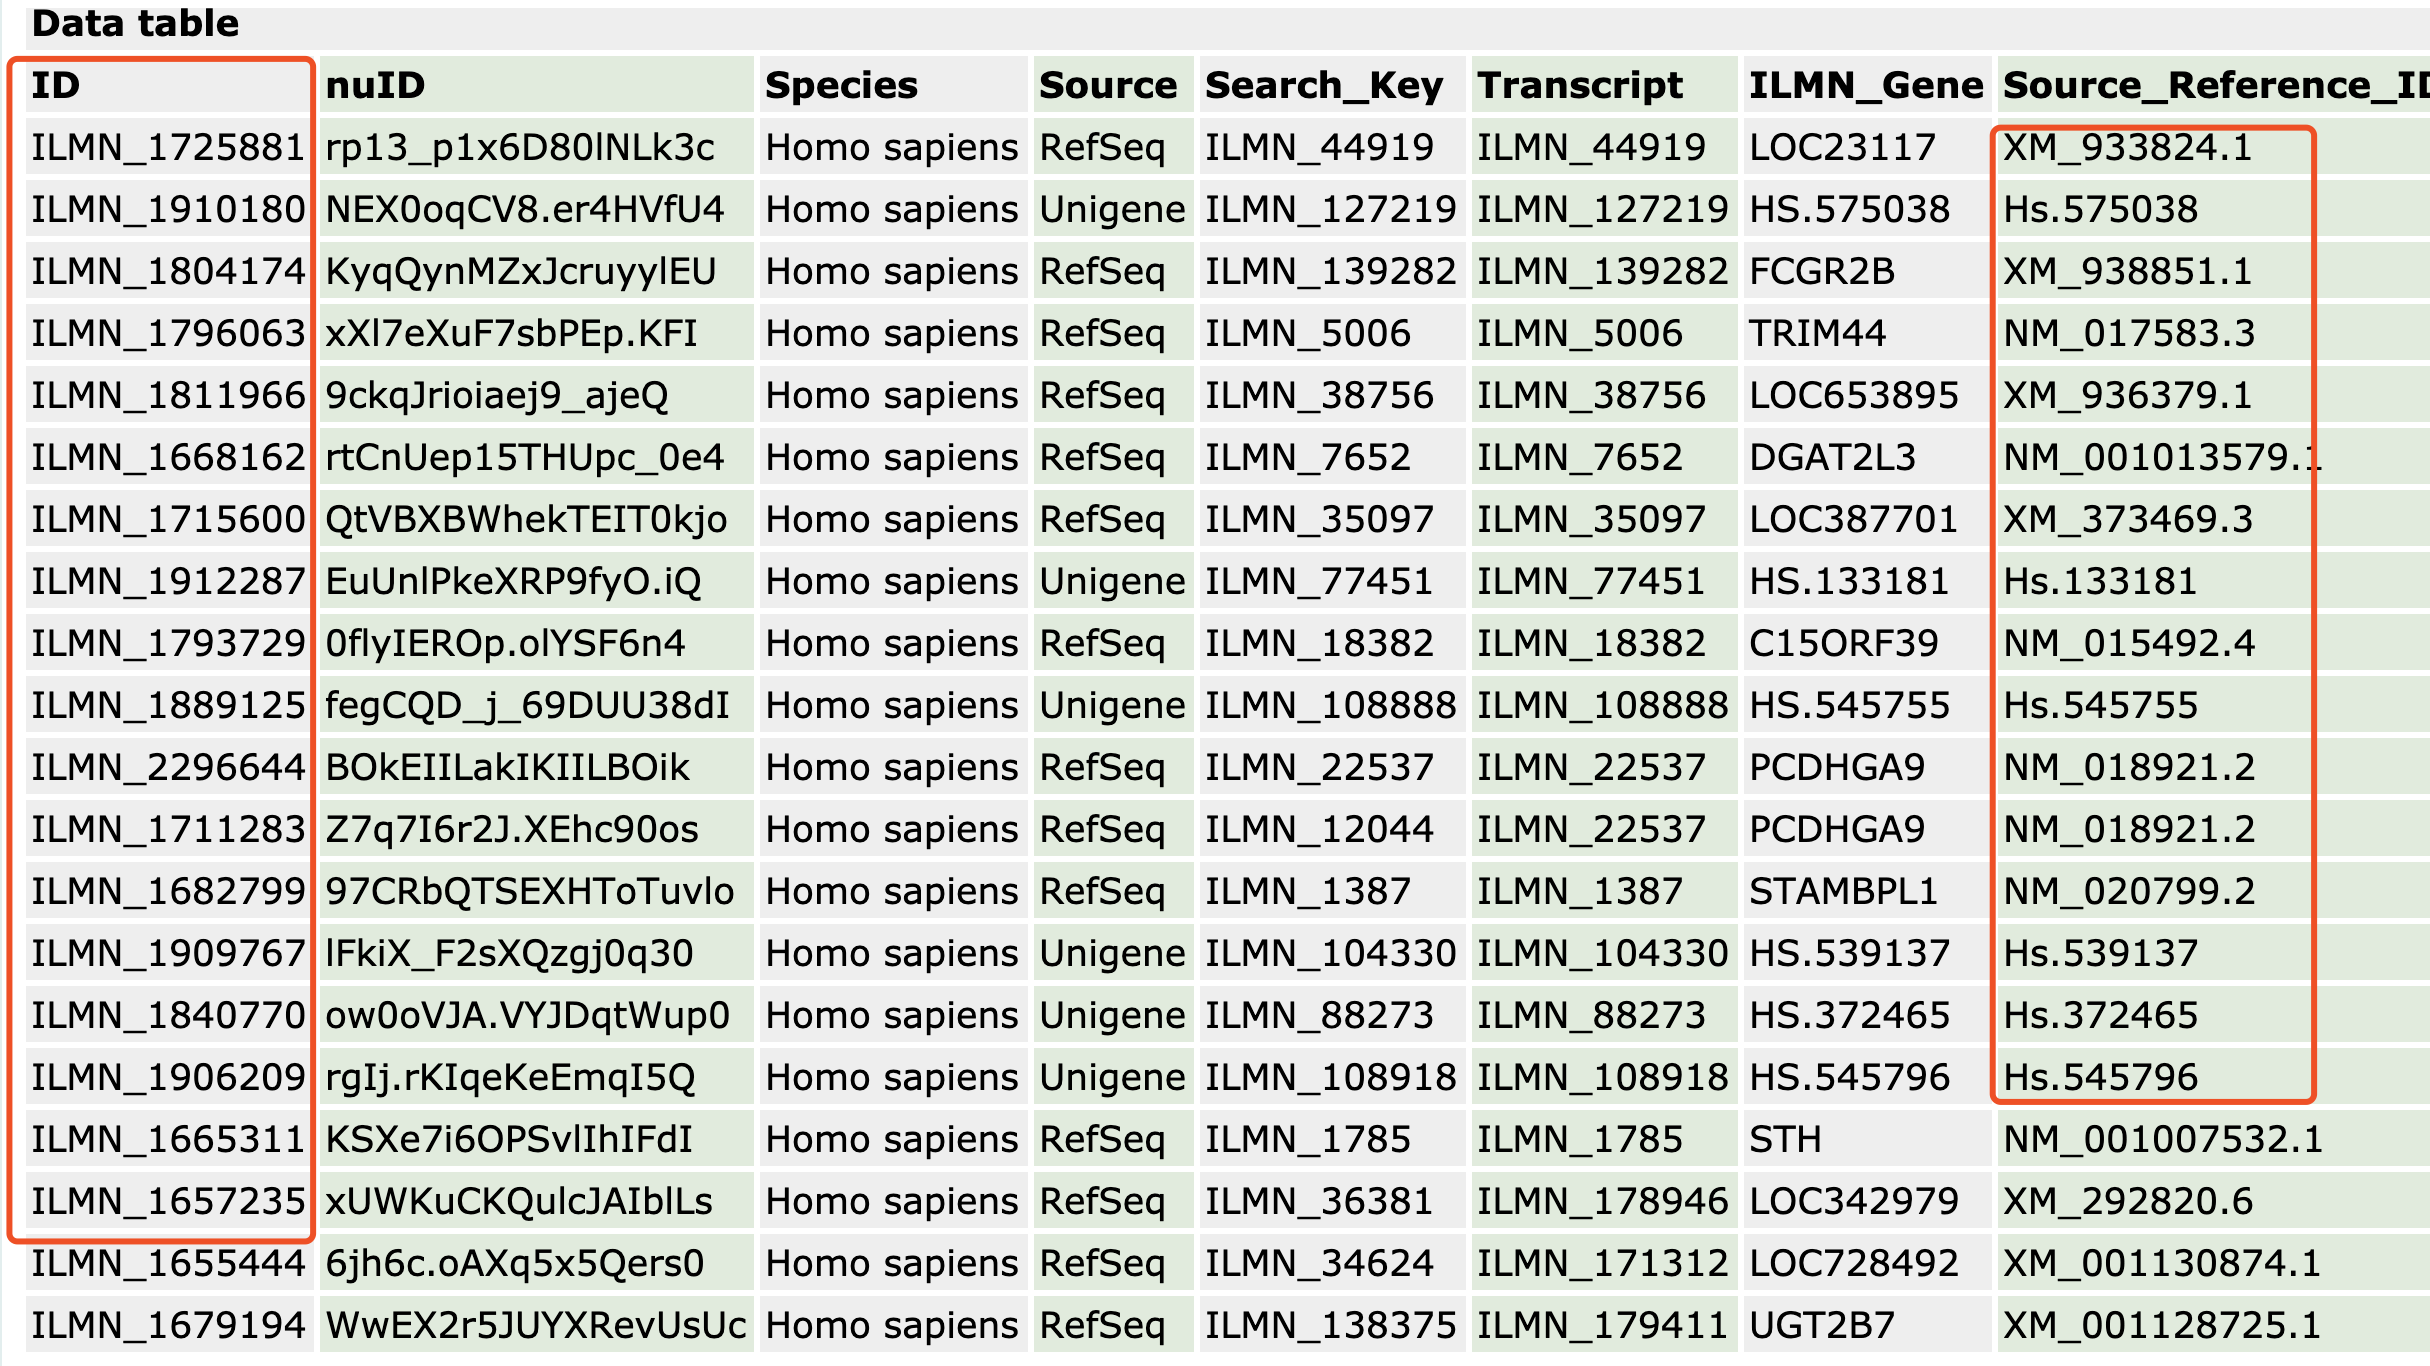 Data table
ID nuID Species Source Search_Key Transcript ILMN_Gene Source_Reference_ID
ILMN_1725881 rp13_p1x6D80lNLk3c Homo sapiens RefSeq ILMN_44919 ILMN_44919 LOC23117 XM_933824.1
ILMN_1910180 NEX0oqCV8.er4HVfU4 Homo sapiens Unigene ILMN_127219 ILMN_127219 HS.575038 Hs.575038
ILMN_1804174 KyqQynMZxJcruyylEU Homo sapiens RefSeq ILMN_139282 ILMN_139282 FCGR2B XM_938851.1
ILMN_1796063 xXl7eXuF7sbPEp.KFI Homo sapiens RefSeq ILMN_5006 ILMN_5006 TRIM44 NM_017583.3
ILMN_1811966 9ckqJrioiaej9_ajeQ Homo sapiens RefSeq ILMN_38756 ILMN_38756 LOC653895 XM_936379.1
ILMN_1668162 rtCnUep15THUpc_0e4 Homo sapiens RefSeq ILMN_7652 ILMN_7652 DGAT2L3 NM_001013579.1
ILMN_1715600 QtVBXBWhekTEIT0kjo Homo sapiens RefSeq ILMN_35097 ILMN_35097 LOC387701 XM_373469.3
ILMN_1912287 EuUnlPkeXRP9fyO.iQ Homo sapiens Unigene ILMN_77451 ILMN_77451 HS.133181 Hs.133181
ILMN_1793729 0flyIEROp.olYSF6n4 Homo sapiens RefSeq ILMN_18382 ILMN_18382 C15ORF39 NM_015492.4
ILMN_1889125 fegCQD_j_69DUU38dI Homo sapiens Unigene ILMN_108888 ILMN_108888 HS.545755 Hs.545755
ILMN_2296644 BOkEIILakIKIILBOik Homo sapiens RefSeq ILMN_22537 ILMN_22537 PCDHGA9 NM_018921.2
ILMN_1711283 Z7q7I6r2J.XEhc90os Homo sapiens RefSeq ILMN_12044 ILMN_22537 PCDHGA9 NM_018921.2
ILMN_1682799 97CRbQTSEXHToTuvlo Homo sapiens RefSeq ILMN_1387 ILMN_1387 STAMBPL1 NM_020799.2
ILMN_1909767 lFkiX_F2sXQzgj0q30 Homo sapiens Unigene ILMN_104330 ILMN_104330 HS.539137 Hs.539137
ILMN_1840770 ow0oVJA.VYJDqtWup0 Homo sapiens Unigene ILMN_88273 ILMN_88273 HS.372465 Hs.372465
ILMN_1906209 rgIj.rKIqeKeEmqI5Q Homo sapiens Unigene ILMN_108918 ILMN_108918 HS.545796 Hs.545796
ILMN_1665311 KSXe7i6OPSvlIhIFdI Homo sapiens RefSeq ILMN_1785 ILMN_1785 STH NM_001007532.1
ILMN_1657235 xUWKuCKQulcJAIblLs Homo sapiens RefSeq ILMN_36381 ILMN_178946 LOC342979 XM_292820.6
ILMN_1655444 6jh6c.oAXq5x5Qers0 Homo sapiens RefSeq ILMN_34624 ILMN_171312 LOC728492 XM_001130874.1
ILMN_1679194 WwEX2r5JUYXRevUsUc Homo sapiens RefSeq ILMN_138375 ILMN_179411 UGT2B7 XM_001128725.1